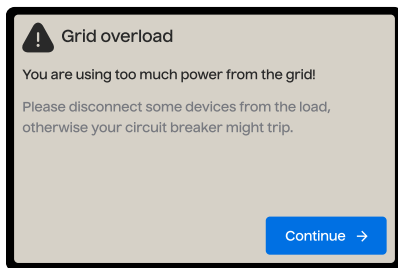 Grid overload
You are using too much power from the grid!
Please disconnect some devices from the load,
otherwise your circuit breaker might trip.
Continue